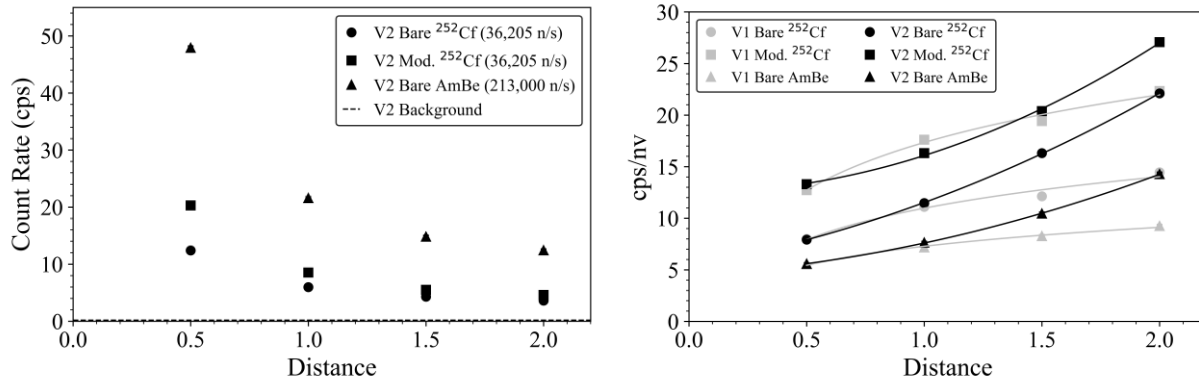 Count Rate (cps)
50
40
30
20
10
0
V2 Bare ²⁵²Cf (36,205 n/s)
V2 Mod. ²⁵²Cf (36,205 n/s)
V2 Bare AmBe (213,000 n/s)
V2 Background
0.0 0.5 1.0 1.5 2.0
Distance
cps/nv
30
25
20
15
10
5
0
V1 Bare ²⁵²Cf V2 Bare ²⁵²Cf
V1 Mod. ²⁵²Cf V2 Mod. ²⁵²Cf
V1 Bare AmBe V2 Bare AmBe
0.0 0.5 1.0 1.5 2.0
Distance